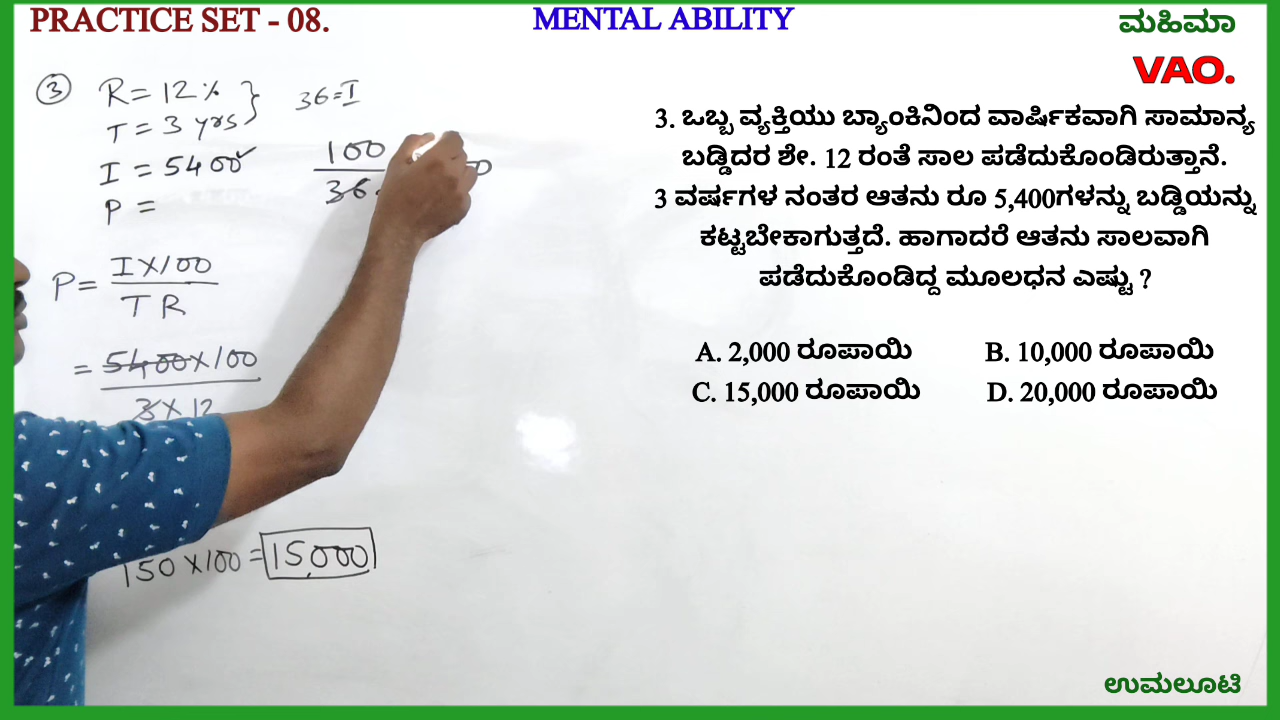 PRACTICE SET - 08.
MENTAL ABILITY
ಮಹಿಮಾ
VAO.
3 R = 12%
T = 3 yrs
36 = I
I = 5400
P =
100
36
P = I X 100
T R
= 5400 X 100
3 X 12
150 X 100 = 15,000
3. ಒಬ್ಬ ವ್ಯಕ್ತಿಯು ಬ್ಯಾಂಕಿನಿಂದ ವಾರ್ಷಿಕವಾಗಿ ಸಾಮಾನ್ಯ
ಬಡ್ಡಿದರ ಶೇ. 12 ರಂತೆ ಸಾಲ ಪಡೆದುಕೊಂಡಿರುತ್ತಾನೆ.
3 ವರ್ಷಗಳ ನಂತರ ಆತನು ರೂ 5,400ಗಳನ್ನು ಬಡ್ಡಿಯನ್ನು
ಕಟ್ಟಬೇಕಾಗುತ್ತದೆ. ಹಾಗಾದರೆ ಆತನು ಸಾಲವಾಗಿ
ಪಡೆದುಕೊಂಡಿದ್ದ ಮೂಲಧನ ಎಷ್ಟು ?
A. 2,000 ರೂಪಾಯಿ B. 10,000 ರೂಪಾಯಿ
C. 15,000 ರೂಪಾಯಿ D. 20,000 ರೂಪಾಯಿ
ಉಮಲೂಟಿ